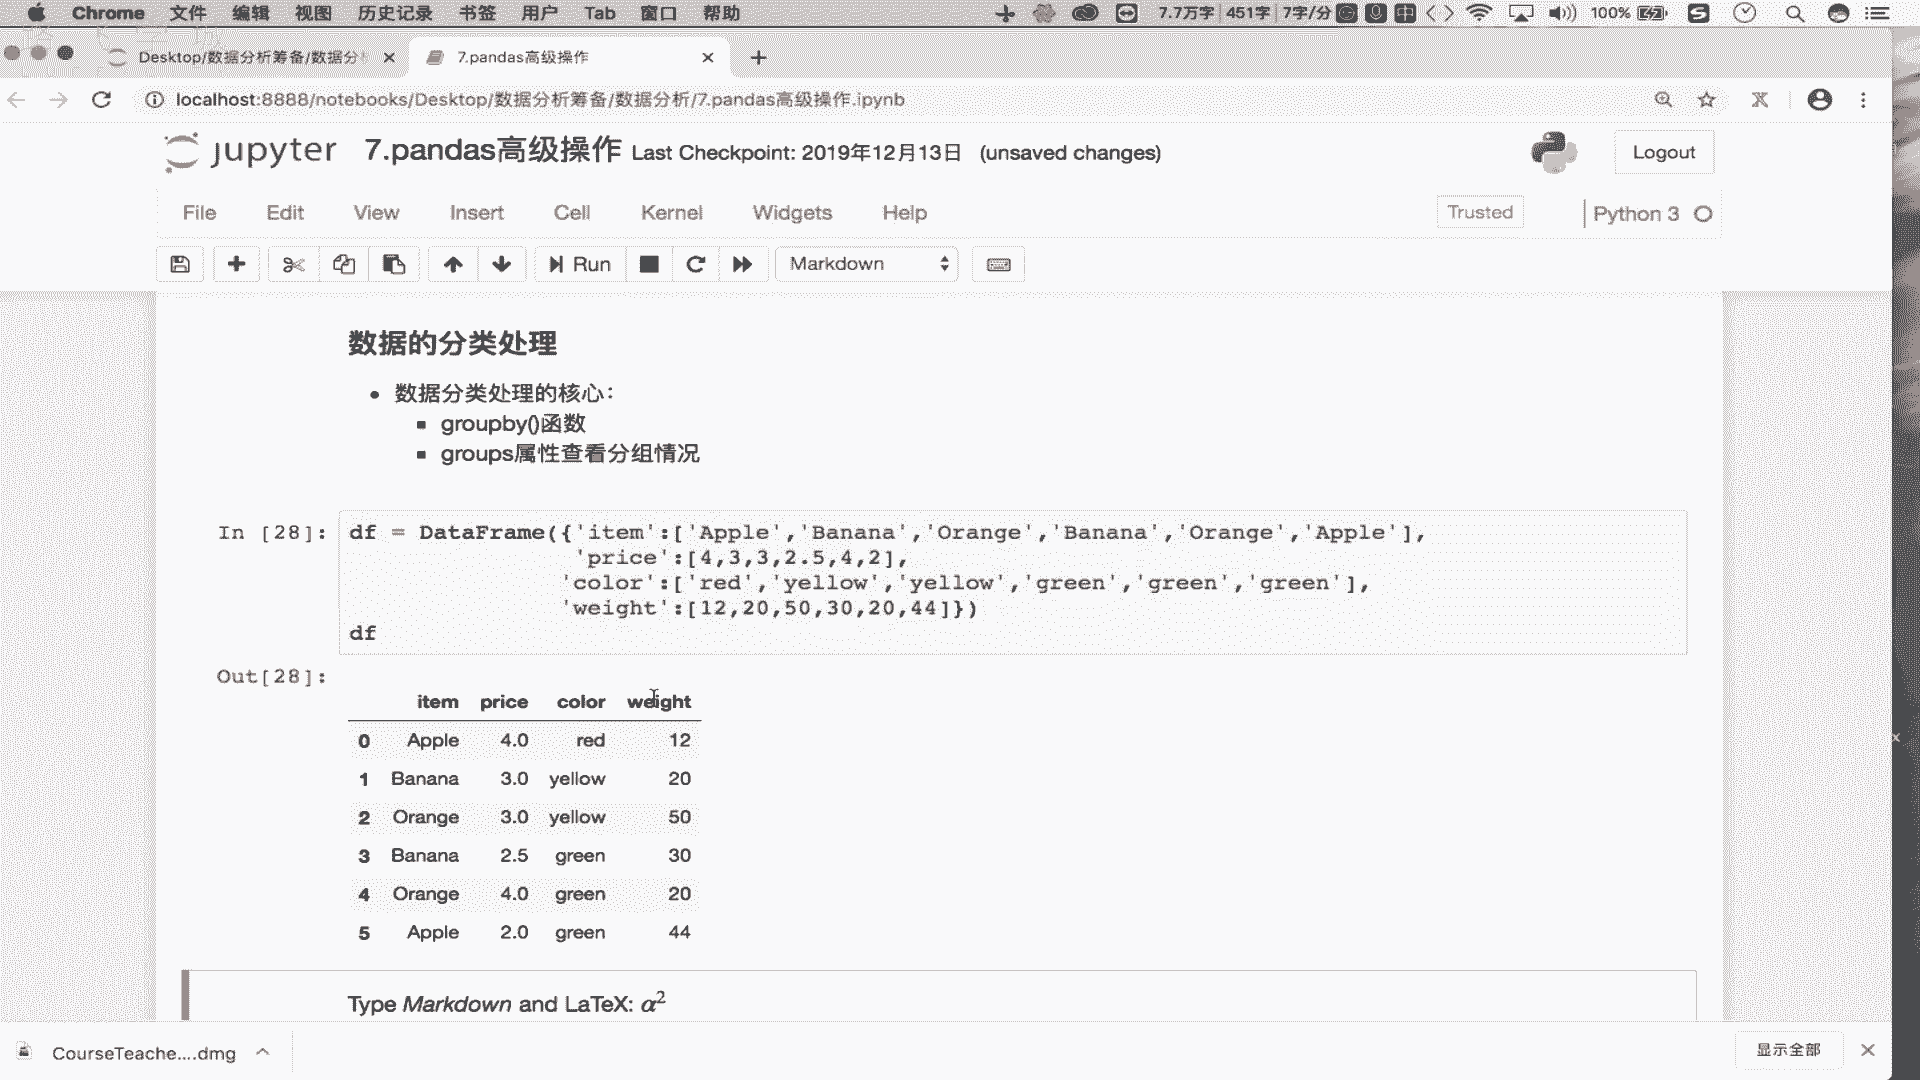 Chrome 文件 编辑 视图 历史记录 书签 用户 Tab 窗口 帮助 7.7万字 451字 7字/分 中 100%
Desktop/数据分析筹备/数据分 7.pandas高级操作
localhost:8888/notebooks/Desktop/数据分析筹备/数据分析/7.pandas高级操作.ipynb
jupyter 7.pandas高级操作 Last Checkpoint: 2019年12月13日 (unsaved changes) Logout
File Edit View Insert Cell Kernel Widgets Help Trusted Python 3
Run Markdown
数据的分类处理
数据分类处理的核心：
groupby()函数
groups属性查看分组情况
In [28]: df = DataFrame({'item':['Apple','Banana','Orange','Banana','Orange','Apple'],
'price':[4,3,3,2.5,4,2],
'color':['red','yellow','yellow','green','green','green'],
'weight':[12,20,50,30,20,44]})
df
Out[28]:
item price color weight
0 Apple 4.0 red 12
1 Banana 3.0 yellow 20
2 Orange 3.0 yellow 50
3 Banana 2.5 green 30
4 Orange 4.0 green 20
5 Apple 2.0 green 44
Type Markdown and LaTeX: α²
CourseTeache....dmg 显示全部